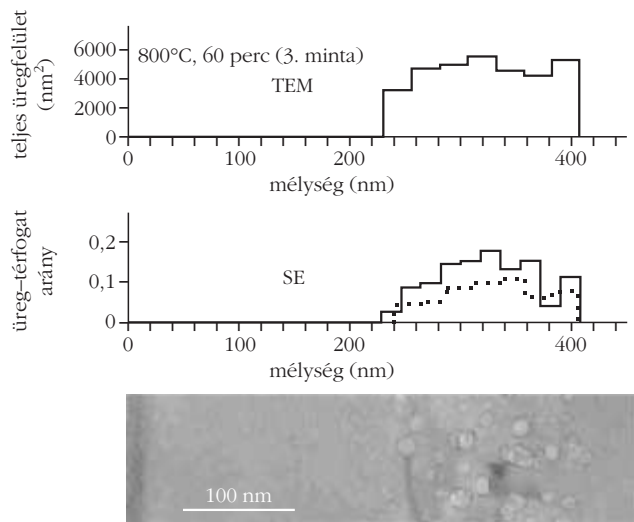 teljes üregfelület
(nm²)
6000
4000
2000
0
800°C, 60 perc (3. minta)
TEM
0 100 200 300 400
mélység (nm)
üreg–térfogat
arány
0,2
0,1
0
SE
0 100 200 300 400
mélység (nm)
100 nm